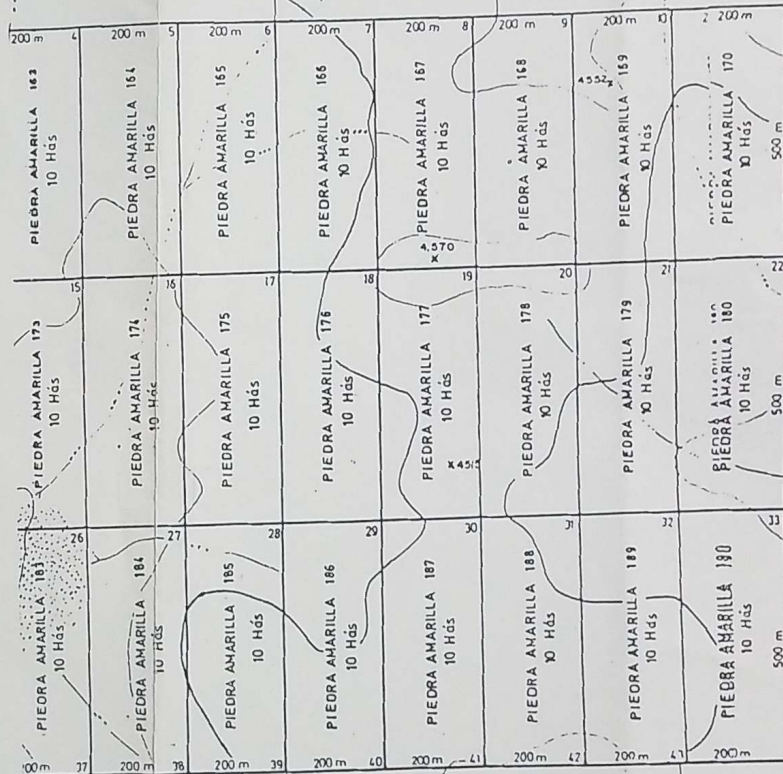 200 m 4
200 m 5
200 m 6
200 m 7
200 m 8
200 m 9
200 m 10
200 m
PIEDRA AMARILLA 163
10 Hás
PIEDRA AMARILLA 164
10 Hás
PIEDRA AMARILLA 165
10 Hás
PIEDRA AMARILLA 166
10 Hás
PIEDRA AMARILLA 167
10 Hás
PIEDRA AMARILLA 168
10 Hás
4552 x
PIEDRA AMARILLA 169
10 Hás
PIEDRA AMARILLA 170
10 Hás
500 m
4,570
x
15
16
17
18
19
20
21
22
PIEDRA AMARILLA 173
10 Hás
PIEDRA AMARILLA 174
10 Hás
PIEDRA AMARILLA 175
10 Hás
PIEDRA AMARILLA 176
10 Hás
PIEDRA AMARILLA 177
10 Hás
PIEDRA AMARILLA 178
10 Hás
PIEDRA AMARILLA 179
10 Hás
PIEDRA AMARILLA 180
PIEDRA AMARILLA 180
10 Hás
500 m
26
27
28
29
30
31
32
33
PIEDRA AMARILLA 183
10 Hás
PIEDRA AMARILLA 184
10 Hás
PIEDRA AMARILLA 185
10 Hás
PIEDRA AMARILLA 186
10 Hás
PIEDRA AMARILLA 187
10 Hás
PIEDRA AMARILLA 188
10 Hás
PIEDRA AMARILLA 189
10 Hás
PIEDRA AMARILLA
10 Hás
500 m
00 m 37
200 m 38
200 m 39
200 m 40
200 m 41
200 m 42
200 m 43
200 m